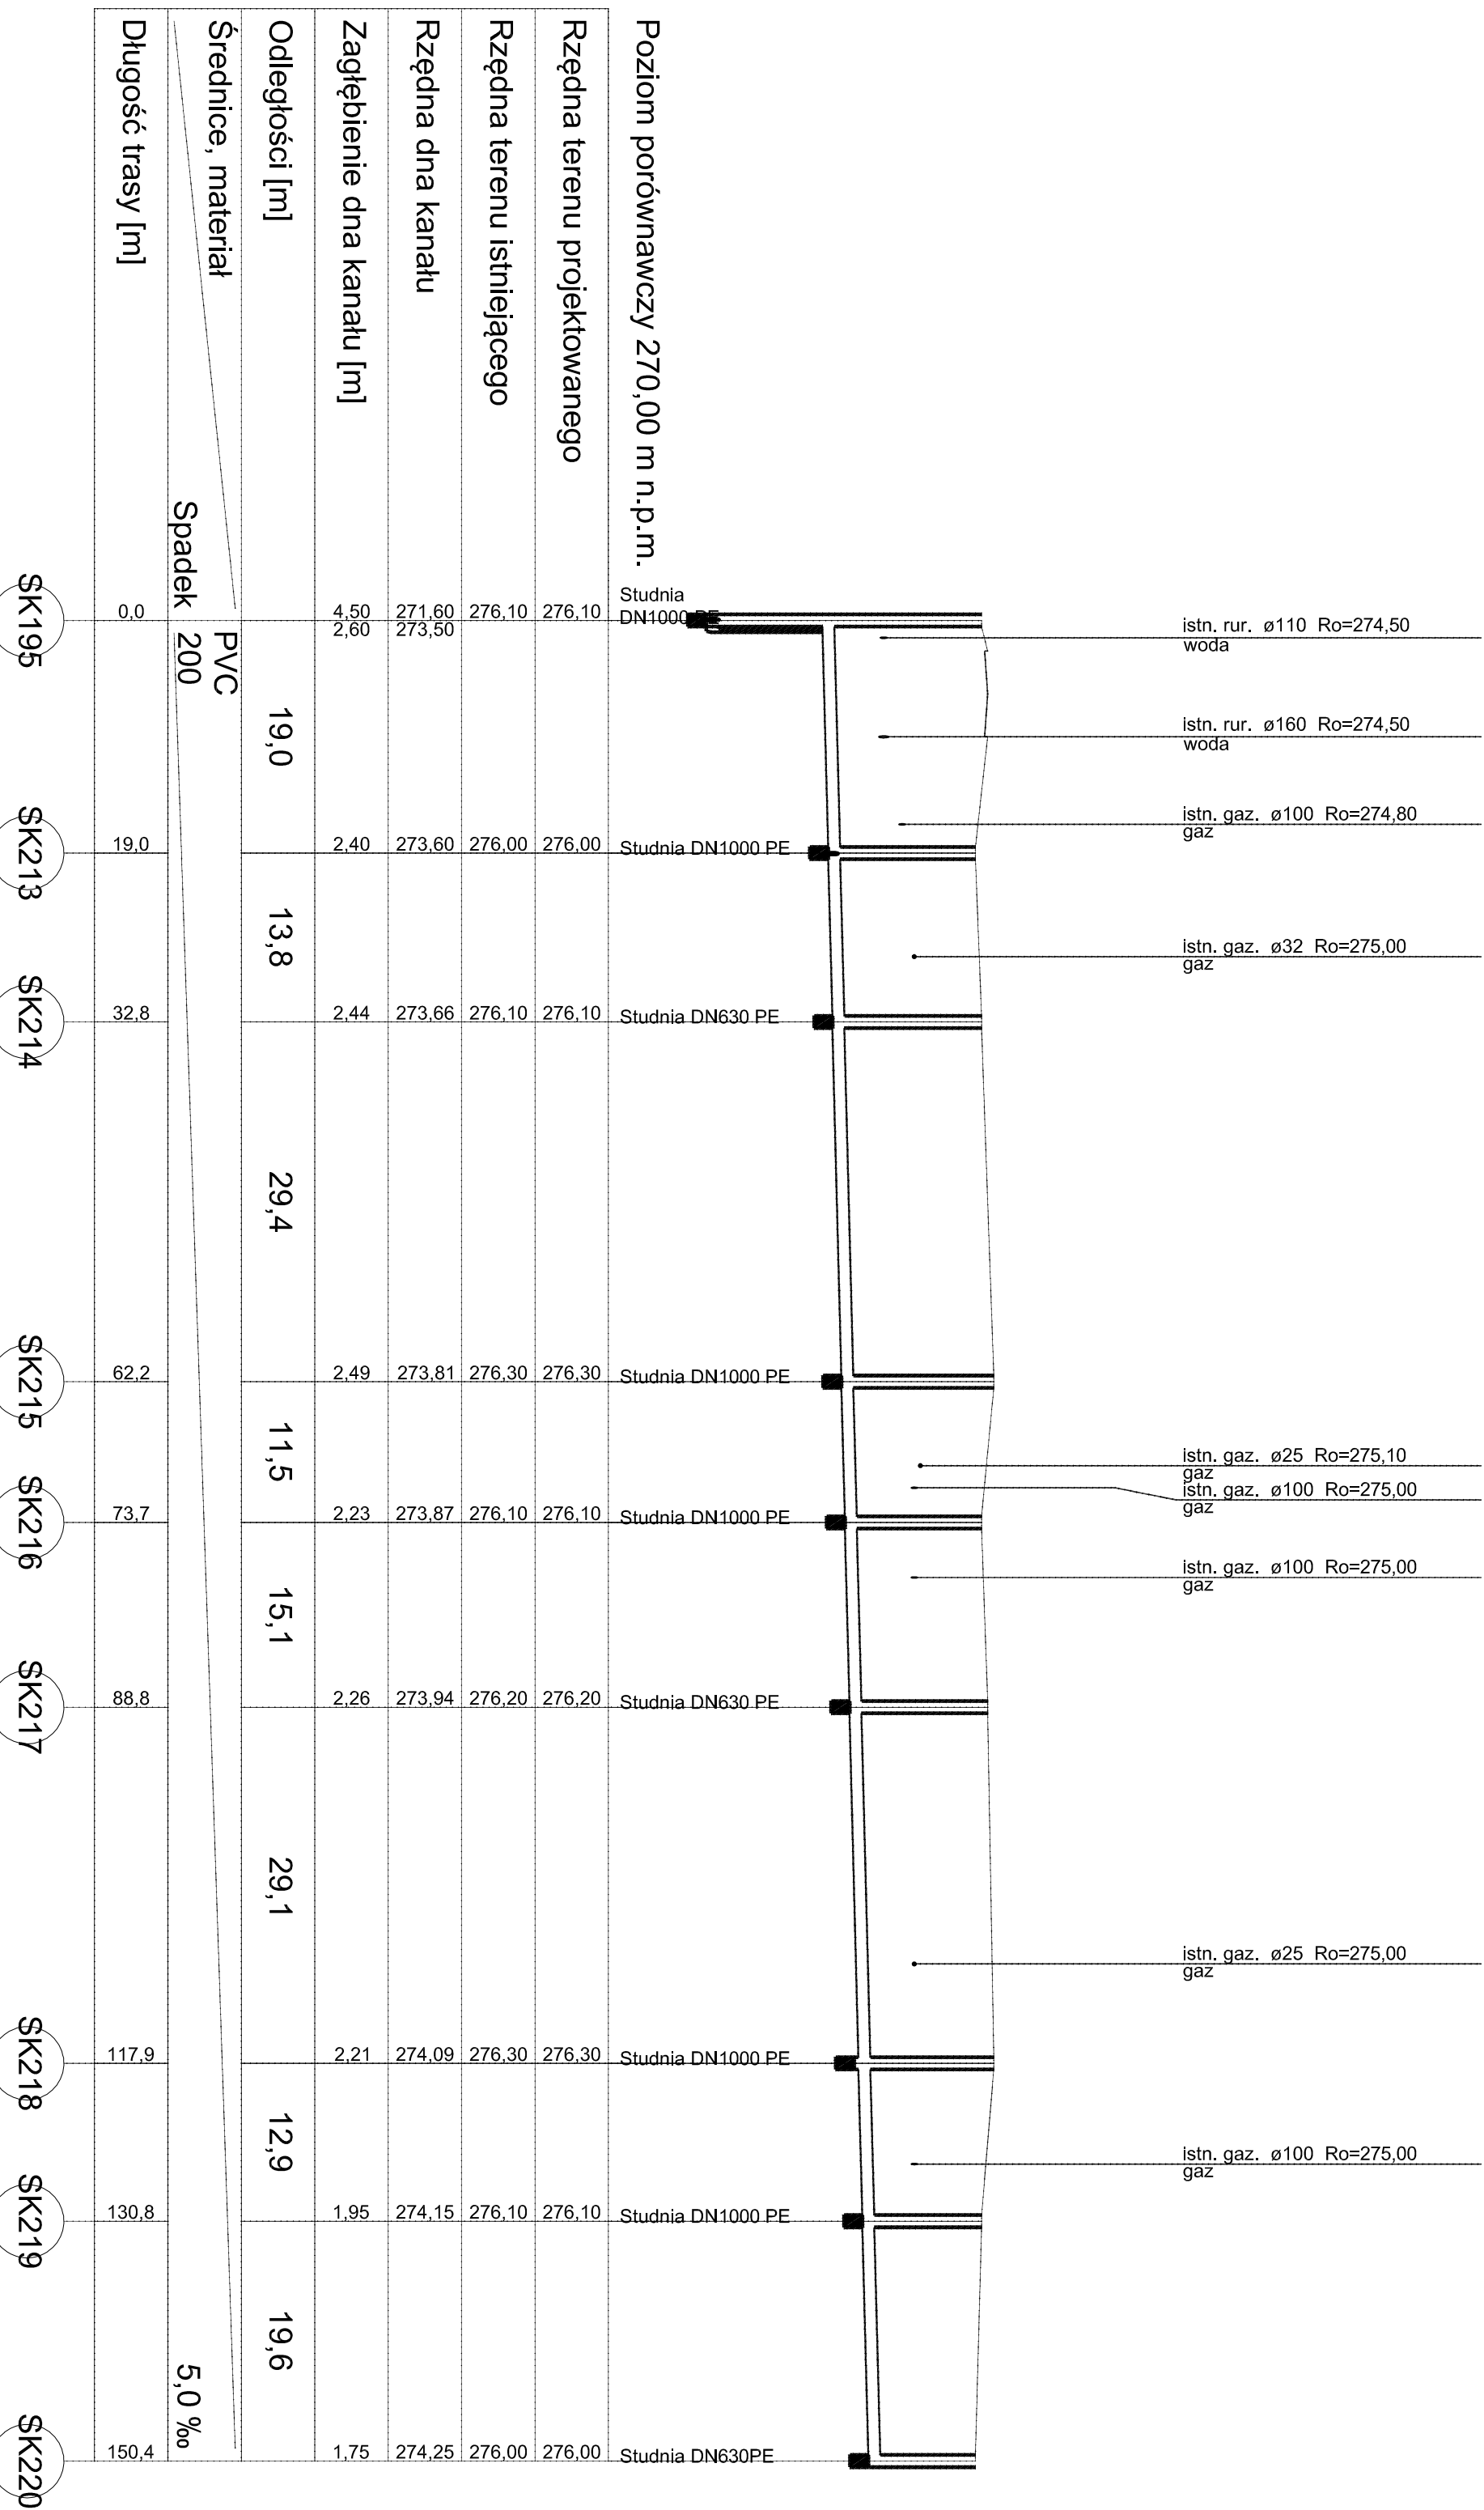 Poziom porównawczy 270,00 m n.p.m.
Rzędna terenu projektowanego
Rzędna terenu istniejącego
Rzędna dna kanału
Zagłębienie dna kanału [m]
Odległości [m]
Średnice, materiał
Spadek
Długość trasy [m]
PVC
200
5,0 ‰
Studnia
DN1000 PE
276,10
276,10
271,60
273,50
4,50
2,60
0,0
SK195
istn. rur. ø110 Ro=274,50
woda
istn. rur. ø160 Ro=274,50
woda
19,0
istn. gaz. ø100 Ro=274,80
gaz
Studnia DN1000 PE
276,00
276,00
273,60
2,40
19,0
SK213
istn. gaz. ø32 Ro=275,00
gaz
13,8
Studnia DN630 PE
276,10
276,10
273,66
2,44
32,8
SK214
29,4
Studnia DN1000 PE
276,30
276,30
273,81
2,49
62,2
SK215
istn. gaz. ø25 Ro=275,10
gaz
istn. gaz. ø100 Ro=275,00
gaz
11,5
Studnia DN1000 PE
276,10
276,10
273,87
2,23
73,7
SK216
istn. gaz. ø100 Ro=275,00
gaz
15,1
Studnia DN630 PE
276,20
276,20
273,94
2,26
88,8
SK217
29,1
istn. gaz. ø25 Ro=275,00
gaz
Studnia DN1000 PE
276,30
276,30
274,09
2,21
117,9
SK218
12,9
istn. gaz. ø100 Ro=275,00
gaz
Studnia DN1000 PE
276,10
276,10
274,15
1,95
130,8
SK219
19,6
Studnia DN630PE
276,00
276,00
274,25
1,75
150,4
SK220